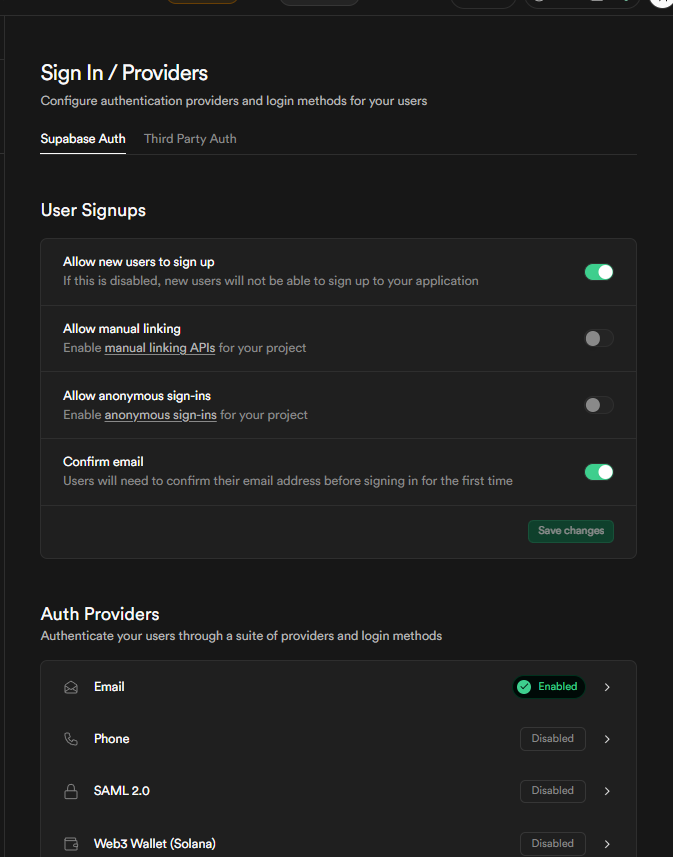 Sign In / Providers
Configure authentication providers and login methods for your users
Supabase Auth
Third Party Auth
User Signups
Allow new users to sign up
If this is disabled, new users will not be able to sign up to your application
Allow manual linking
Enable manual linking APIs for your project
Allow anonymous sign-ins
Enable anonymous sign-ins for your project
Confirm email
Users will need to confirm their email address before signing in for the first time
Save changes
Auth Providers
Authenticate your users through a suite of providers and login methods
Email
Enabled
Phone
Disabled
SAML 2.0
Disabled
Web3 Wallet (Solana)
Disabled